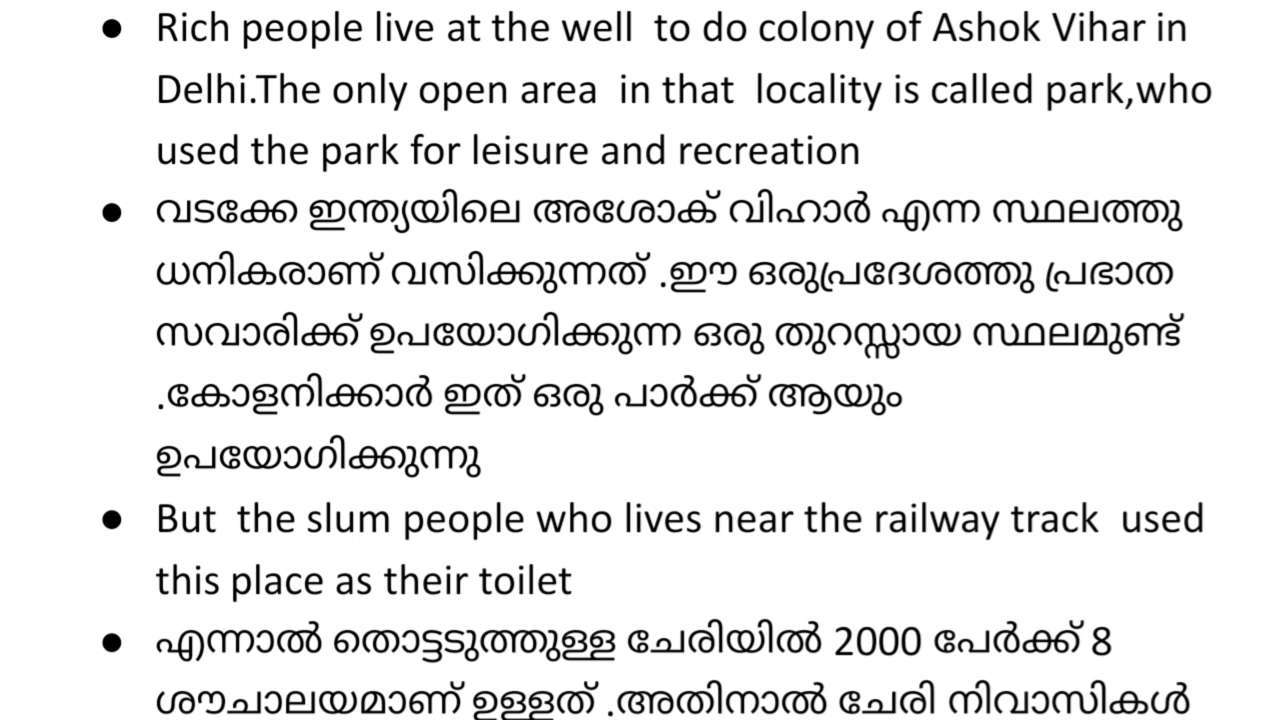 ● Rich people live at the well  to do colony of Ashok Vihar in
Delhi.The only open area  in that  locality is called park,who
used the park for leisure and recreation
● വടക്കേ ഇന്ത്യയിലെ അശോക് വിഹാർ എന്ന സ്ഥലത്തു
ധനികരാണ് വസിക്കുന്നത് .ഈ ഒരുപ്രദേശത്തു പ്രഭാത
സവാരിക്ക് ഉപയോഗിക്കുന്ന ഒരു തുറസ്സായ സ്ഥലമുണ്ട്
.കോളനിക്കാർ ഇത് ഒരു പാർക്ക് ആയും
ഉപയോഗിക്കുന്നു
● But  the slum people who lives near the railway track  used
this place as their toilet
● എന്നാൽ തൊട്ടടുത്തുള്ള ചേരിയിൽ 2000 പേർക്ക് 8
ശൗചാലയമാണ് ഉള്ളത് .അതിനാൽ ചേരി നിവാസികൾ